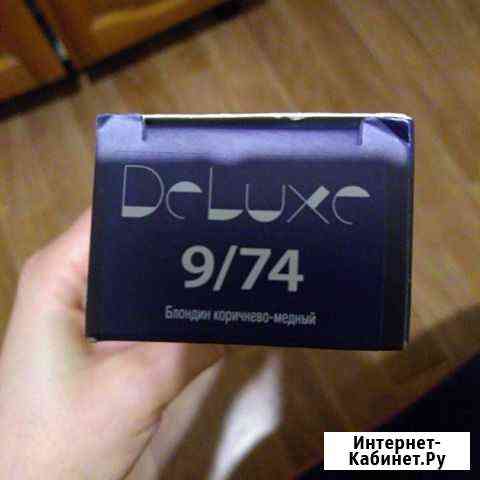 DeLuxe
9/74
Блондин коричнево-медный
Интернет-
Кабинет.Ру